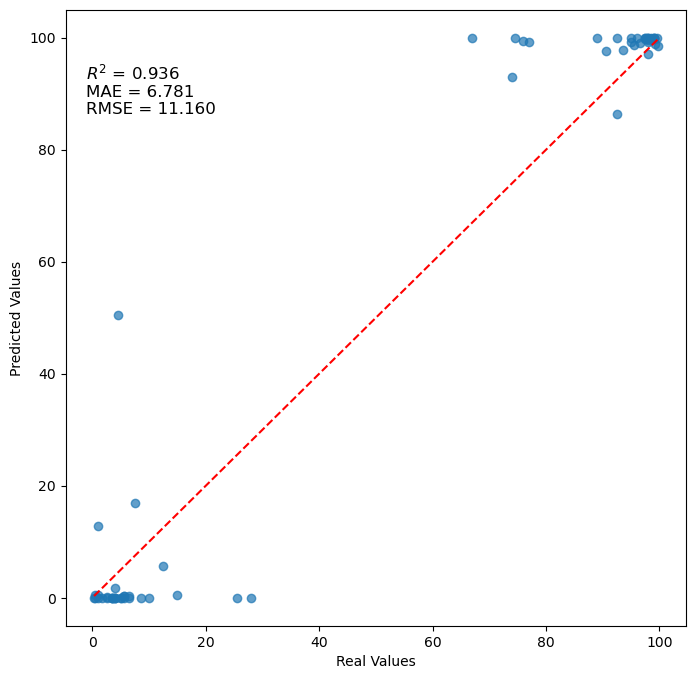 100
80
60
40
20
0
R² = 0.936
MAE = 6.781
RMSE = 11.160
Predicted Values
0 20 40 60 80 100
Real Values